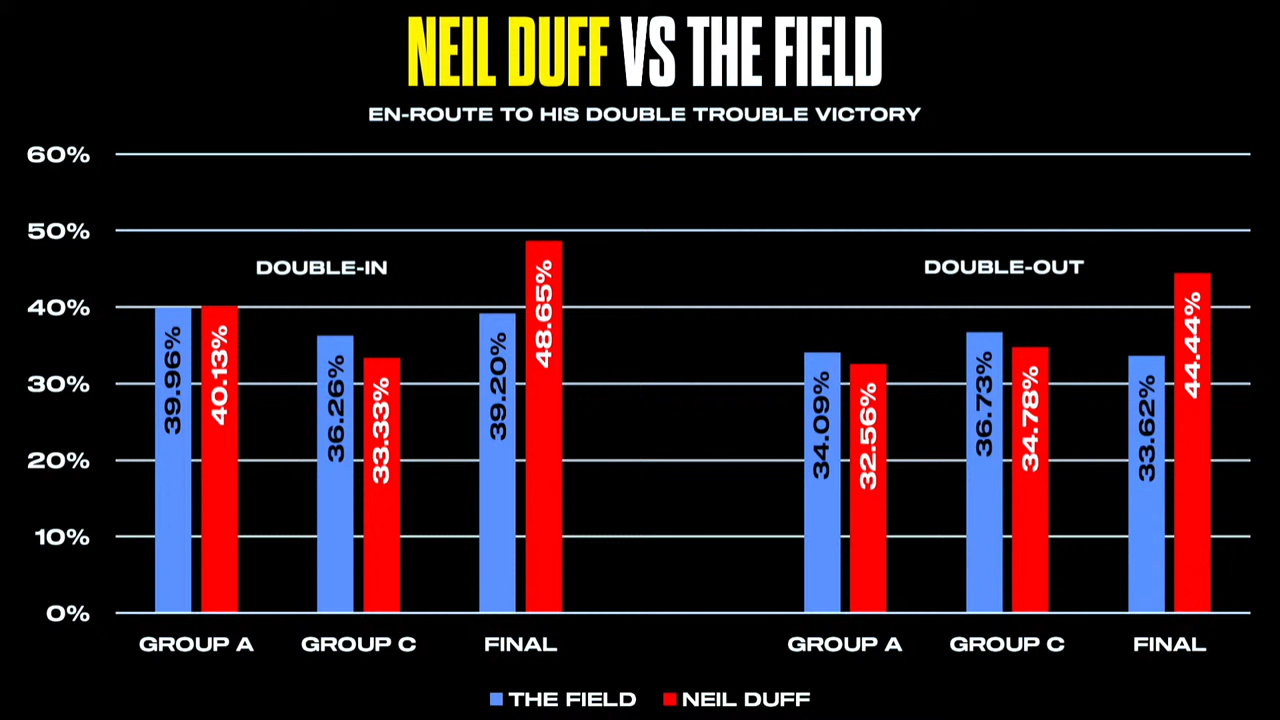 NEIL DUFF VS THE FIELD
EN-ROUTE TO HIS DOUBLE TROUBLE VICTORY
60%
50%
40%
30%
20%
10%
0%
DOUBLE-IN
39.96%
40.13%
36.26%
33.33%
39.20%
48.65%
GROUP A
GROUP C
FINAL
DOUBLE-OUT
34.09%
32.56%
36.73%
34.78%
33.62%
44.44%
GROUP A
GROUP C
FINAL
THE FIELD
NEIL DUFF